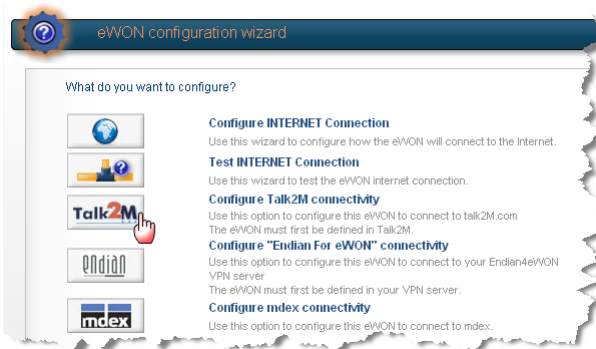 eWON configuration wizard
What do you want to configure?
Configure INTERNET Connection
Use this wizard to configure how the eWON will connect to the Internet.
Test INTERNET Connection
Use this wizard to test the eWON internet connection.
Talk2M
Configure Talk2M connectivity
Use this option to configure this eWON to connect to talk2M.com
The eWON must first be defined in Talk2M.
endian
Configure "Endian For eWON" connectivity
Use this option to configure this eWON to connect to your Endian4eWON
VPN server
The eWON must first be defined in your VPN server.
mdex
Configure mdex connectivity
Use this option to configure this eWON to connect to mdex.